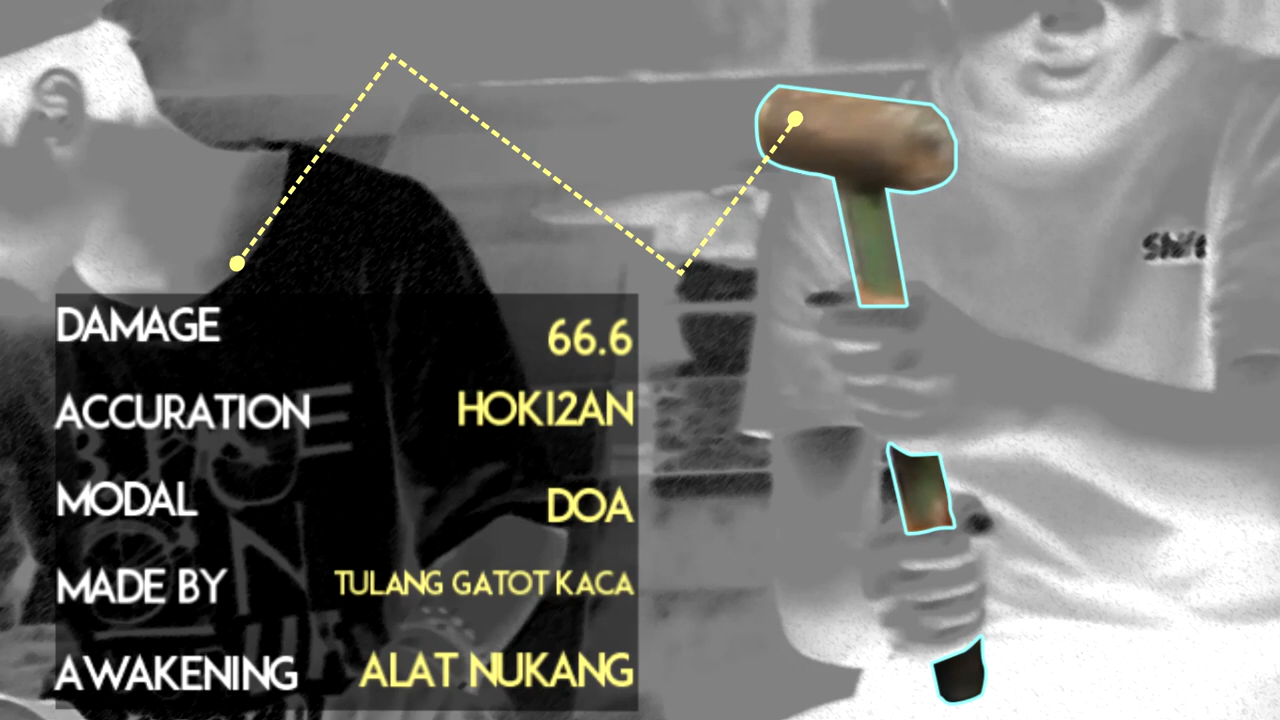 DAMAGE 66.6
ACCURATION HOKI2AN
MODAL DOA
MADE BY TULANG GATOT KACA
AWAKENING ALAT NUKANG